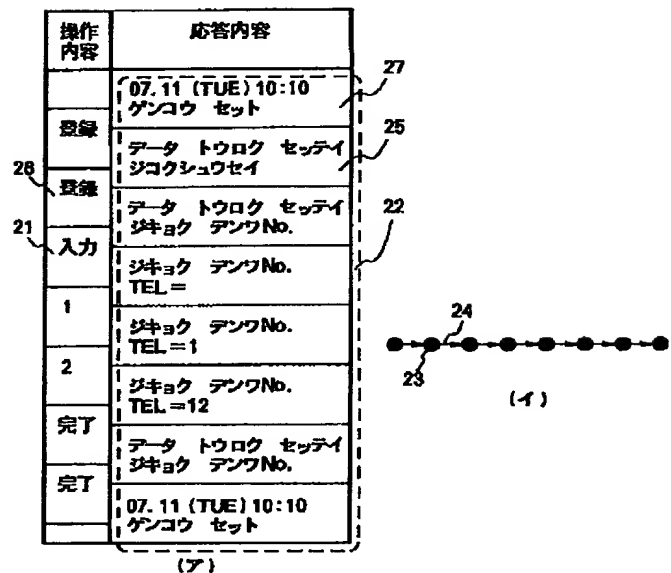 操作
内容
応答内容
07.11 (TUE) 10:10
ゲンコウ セット
27
登録
データ トウロク セッテイ
ジコクシュウセイ
25
26
登録
データ トウロク セッテイ
ジキョク デンワNo.
22
21
入力
ジキョク デンワNo.
TEL=
1
ジキョク デンワNo.
TEL=1
2
ジキョク デンワNo.
TEL=12
完了
データ トウロク セッテイ
ジキョク デンワNo.
完了
07.11 (TUE) 10:10
ゲンコウ セット
(ア)
24
23
(イ)